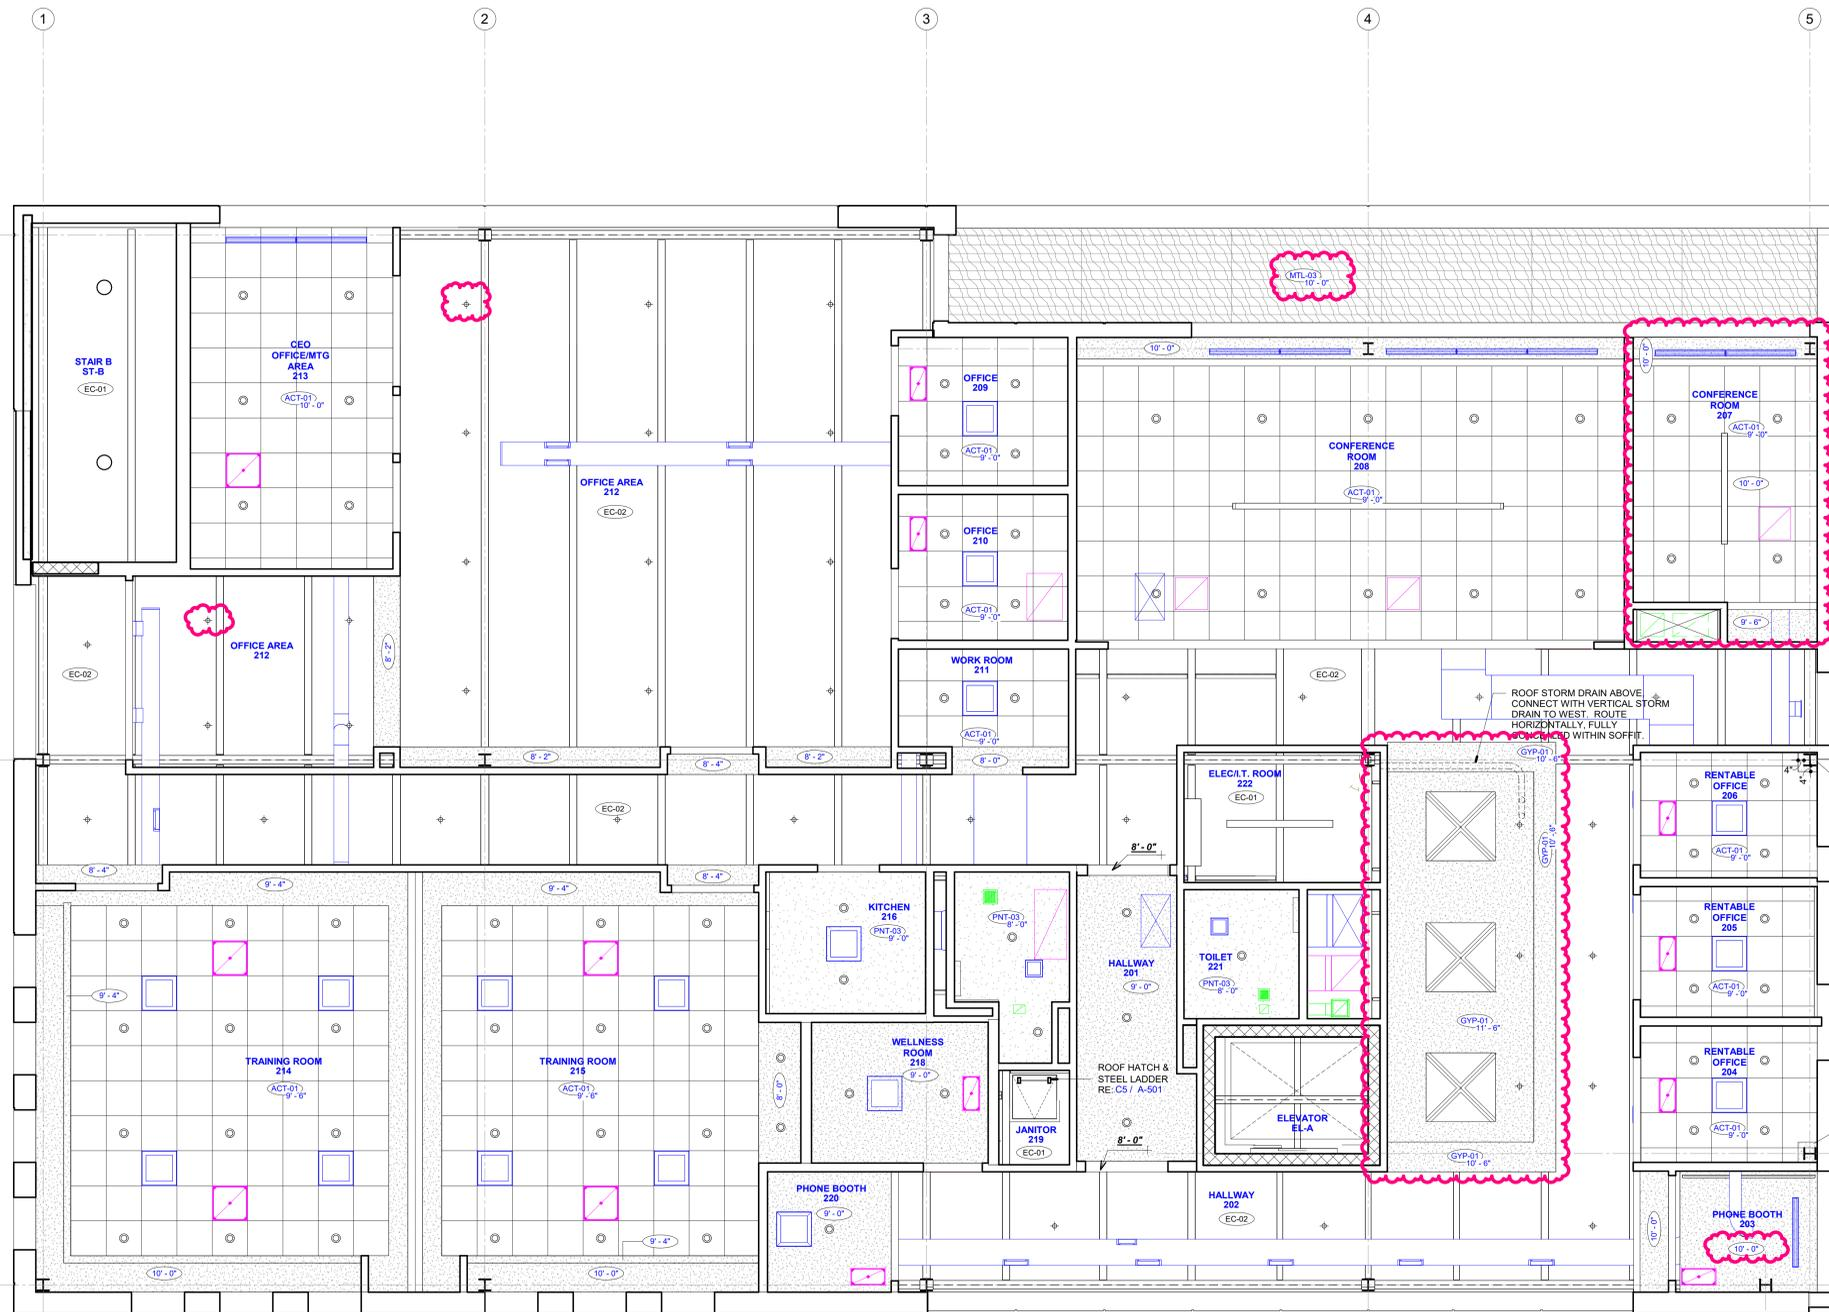 1
2
3
4
5
MTL-03
10' - 0"
STAIR B
ST-B
EC-01
CEO
OFFICE/MTG
AREA
213
ACT-01
10' - 0"
OFFICE AREA
212
EC-02
OFFICE
209
ACT-01
9' - 0"
OFFICE
210
ACT-01
9' - 0"
WORK ROOM
211
ACT-01
9' - 0"
8' - 0"
10' - 0"
CONFERENCE
ROOM
208
ACT-01
9' - 0"
10' - 0"
CONFERENCE
ROOM
207
ACT-01
9' - 0"
10' - 0"
9' - 6"
OFFICE AREA
212
EC-02
8' - 2"
8' - 2"
8' - 4"
8' - 2"
EC-02
ROOF STORM DRAIN ABOVE.
CONNECT WITH VERTICAL STORM
DRAIN TO WEST. ROUTE
HORIZONTALLY, FULLY
CONCEALED WITHIN SOFFIT.
GYP-01
10' - 6"
GYP-01
10' - 6"
GYP-01
11' - 6"
GYP-01
10' - 6"
ELEC/I.T. ROOM
222
EC-01
RENTABLE
OFFICE
206
ACT-01
9' - 0"
4"
4"
EC-02
8' - 4"
8' - 4"
9' - 4"
9' - 4"
8' - 0"
KITCHEN
216
PNT-03
9' - 0"
PNT-03
8' - 0"
HALLWAY
201
9' - 0"
TOILET
221
PNT-03
8' - 0"
RENTABLE
OFFICE
205
ACT-01
9' - 0"
9' - 4"
TRAINING ROOM
214
ACT-01
9' - 6"
TRAINING ROOM
215
ACT-01
9' - 6"
8' - 0"
WELLNESS
ROOM
218
9' - 0"
ROOF HATCH &
STEEL LADDER
RE: C5 / A-501
JANITOR
219
EC-01
8' - 0"
ELEVATOR
EL-A
RENTABLE
OFFICE
204
ACT-01
9' - 0"
PHONE BOOTH
220
9' - 0"
HALLWAY
202
EC-02
10' - 0"
PHONE BOOTH
203
10' - 0"
9' - 4"
10' - 0"
10' - 0"